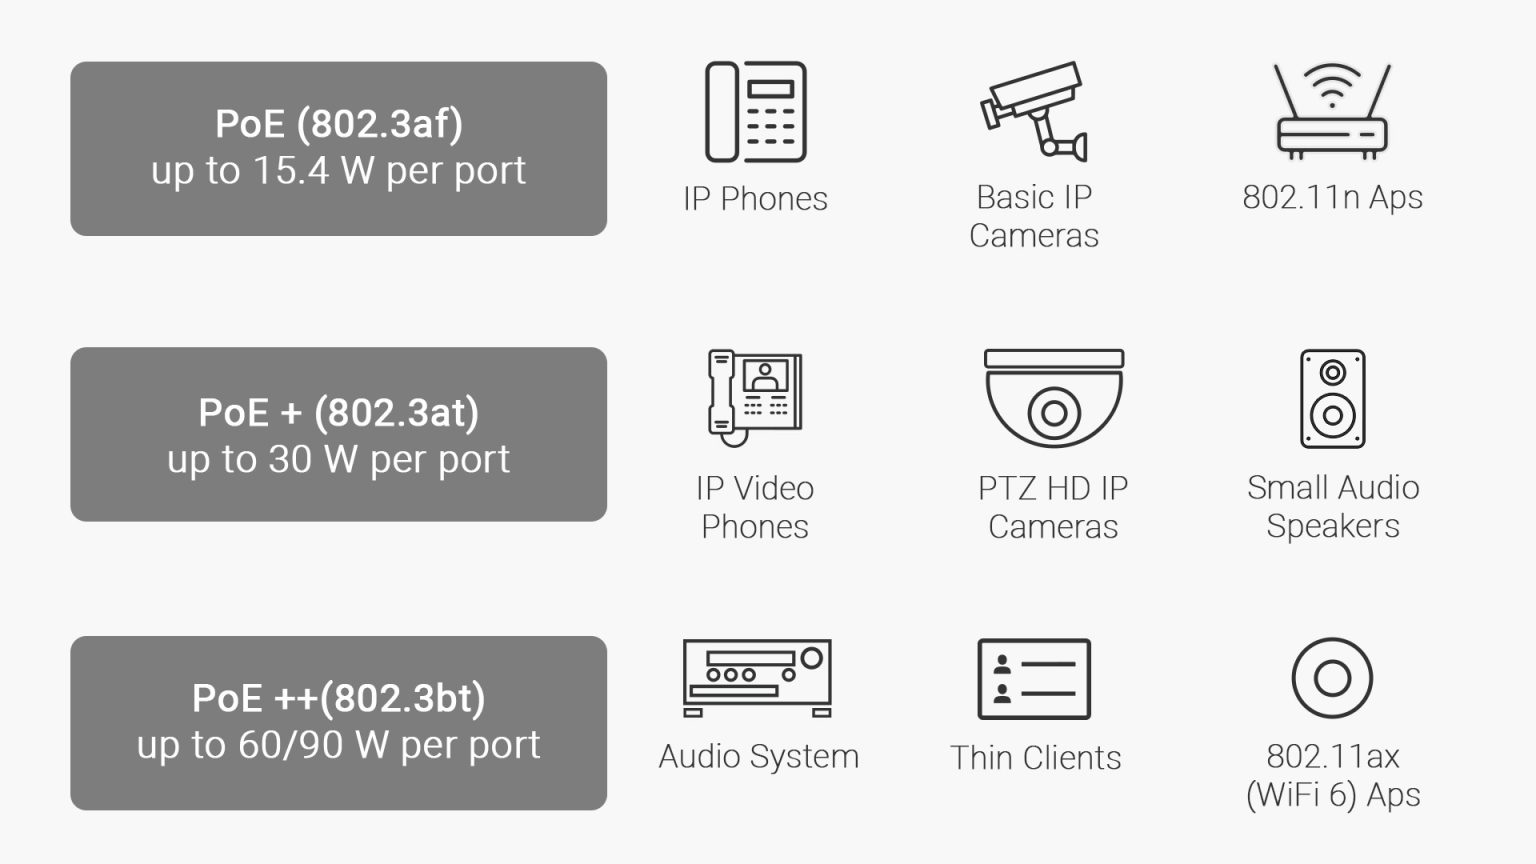 PoE (802.3af)
up to 15.4 W per port
IP Phones
Basic IP
Cameras
802.11n Aps
PoE + (802.3at)
up to 30 W per port
IP Video
Phones
PTZ HD IP
Cameras
Small Audio
Speakers
PoE ++(802.3bt)
up to 60/90 W per port
Audio System
Thin Clients
802.11ax
(WiFi 6) Aps